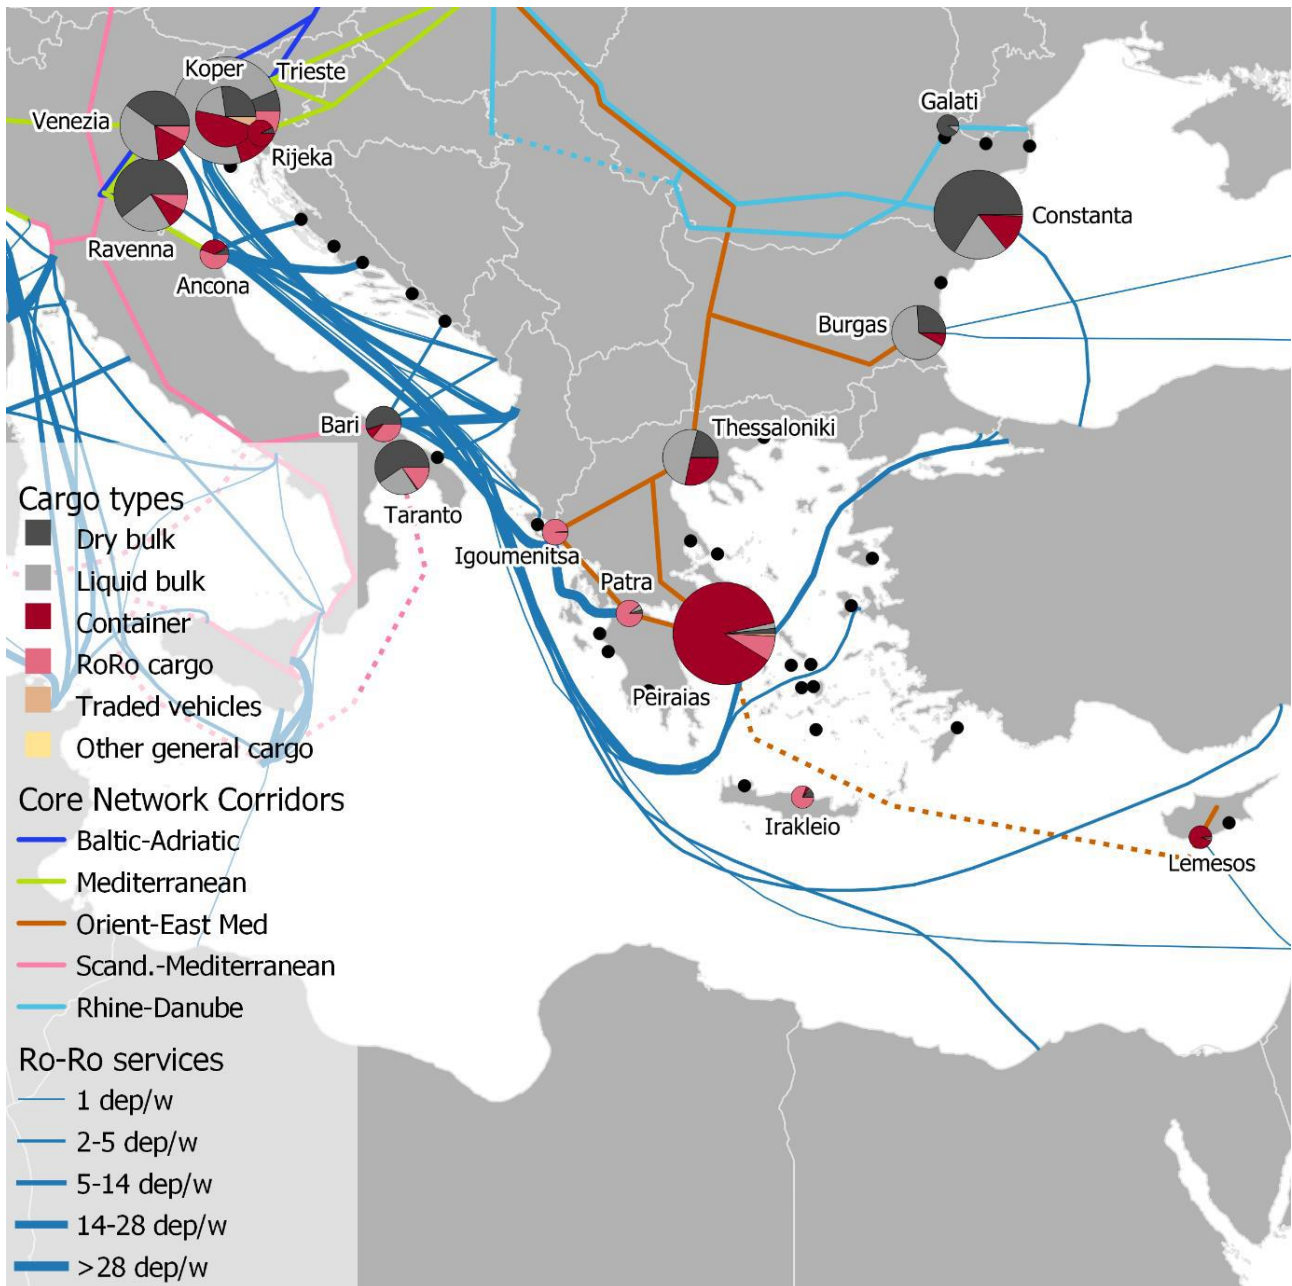 Koper
Trieste
Venezia
Galati
Rijeka
Constanta
Ravenna
Ancona
Burgas
Bari
Thessaloniki
Taranto
Igoumenitsa
Patra
Peiraias
Irakleio
Lemesos
Cargo types
Dry bulk
Liquid bulk
Container
RoRo cargo
Traded vehicles
Other general cargo
Core Network Corridors
Baltic-Adriatic
Mediterranean
Orient-East Med
Scand.-Mediterranean
Rhine-Danube
Ro-Ro services
1 dep/w
2-5 dep/w
5-14 dep/w
14-28 dep/w
>28 dep/w